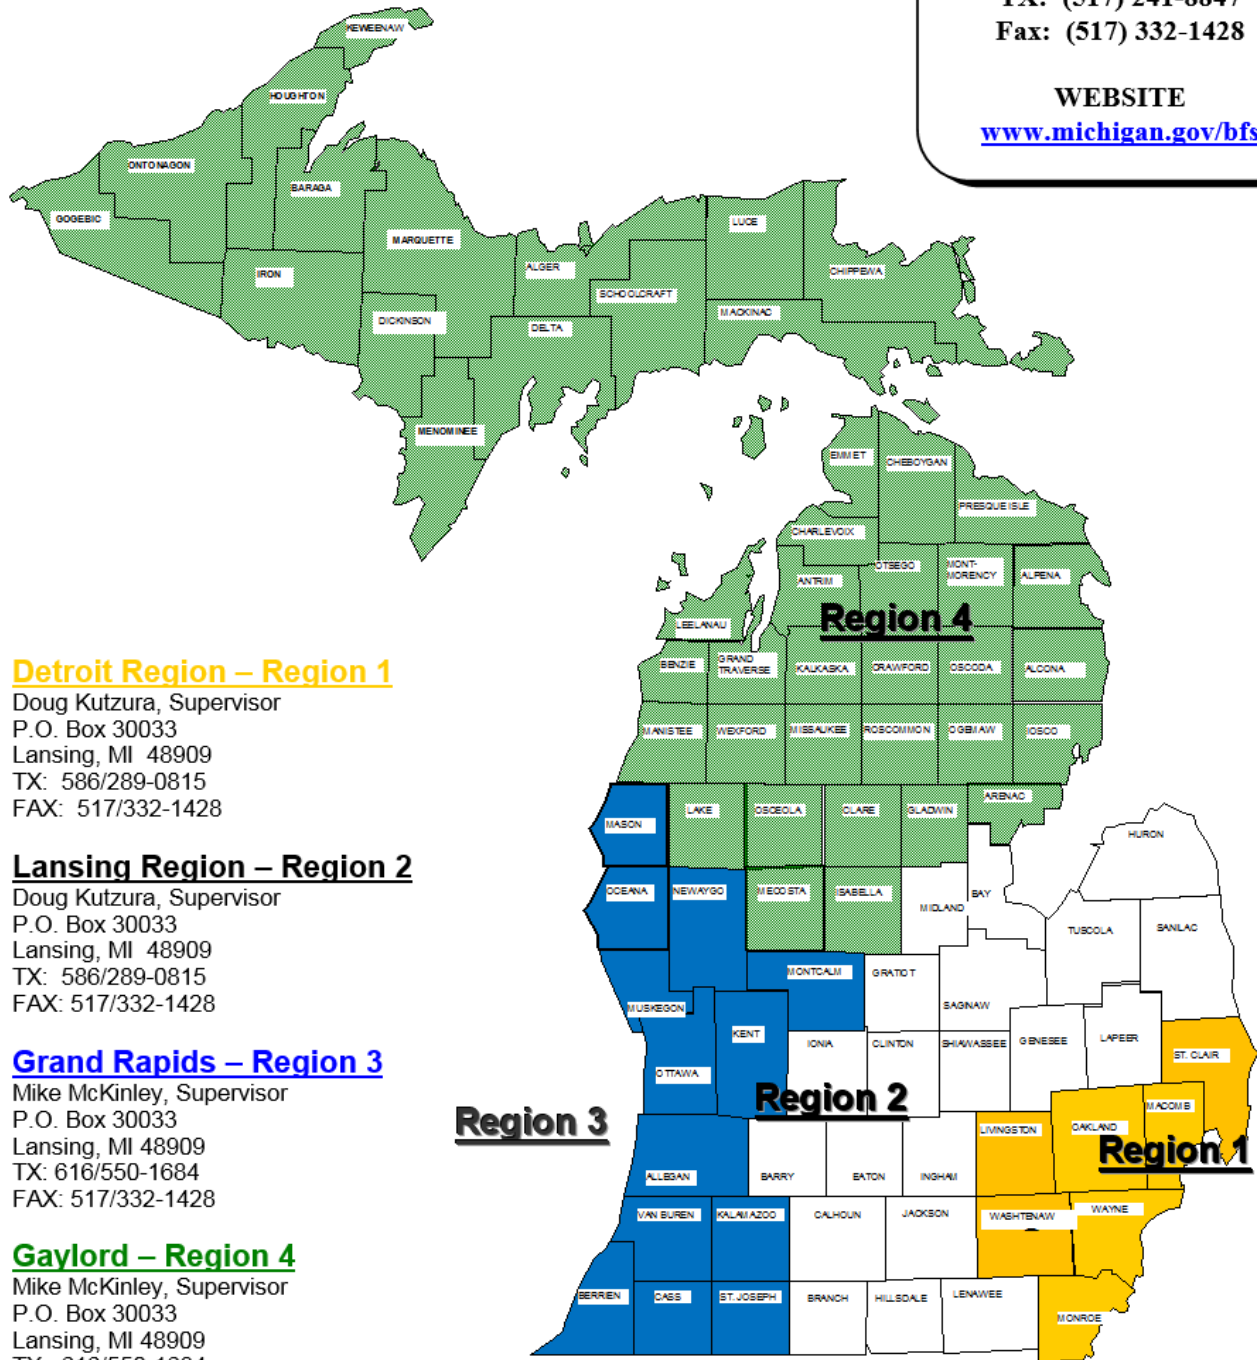 Fax: (517) 332-1428
WEBSITE
www.michigan.gov/bfs
KEWEENAW
HOUGHTON
ONTONAGON
BARAGA
GOGEBIC
LUCE
MARQUETTE
ALGER
CHIPPEWA
IRON
SCHOOLCRAFT
MACKINAC
DICKINSON
DELTA
MENOMINEE
EMMET
CHEBOYGAN
PRESQUE ISLE
CHARLEVOIX
OTSEGO
MONT-
MORENCY
ALPENA
ANTRIM
Region 4
LEELANAU
BENZIE
GRAND
TRAVERSE
KALKASKA
CRAWFORD
OSCODA
ALCONA
MANISTEE
WEXFORD
MISSAUKEE
ROSCOMMON
OGEMAW
IOSCO
LAKE
OSCEOLA
CLARE
GLADWIN
ARENAC
MASON
HURON
OCEANA
NEWAYGO
MECOSTA
ISABELLA
MIDLAND
BAY
TUSCOLA
SANILAC
MONTCALM
GRATIOT
MUSKEGON
SAGINAW
KENT
IONIA
CLINTON
SHIAWASSEE
GENESEE
LAPEER
ST. CLAIR
OTTAWA
Region 2
MACOMB
Region 3
LIVINGSTON
OAKLAND
Region 1
ALLEGAN
BARRY
EATON
INGHAM
VAN BUREN
KALAMAZOO
CALHOUN
JACKSON
WASHTENAW
WAYNE
BERRIEN
CASS
ST. JOSEPH
BRANCH
HILLSDALE
LENAWEE
MONROE
Detroit Region – Region 1
Doug Kutzura, Supervisor
P.O. Box 30033
Lansing, MI 48909
TX: 586/289-0815
FAX: 517/332-1428
Lansing Region – Region 2
Doug Kutzura, Supervisor
P.O. Box 30033
Lansing, MI 48909
TX: 586/289-0815
FAX: 517/332-1428
Grand Rapids – Region 3
Mike McKinley, Supervisor
P.O. Box 30033
Lansing, MI 48909
TX: 616/550-1684
FAX: 517/332-1428
Gaylord – Region 4
Mike McKinley, Supervisor
P.O. Box 30033
Lansing, MI 48909